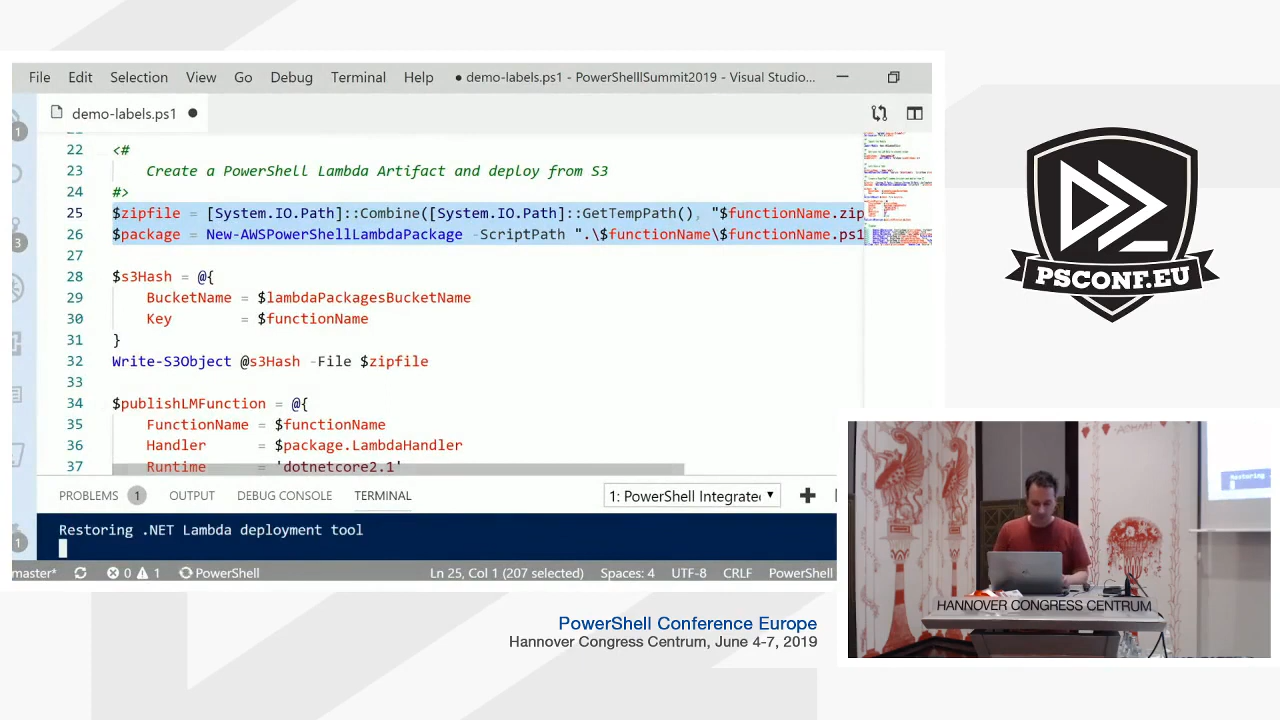 File Edit Selection View Go Debug Terminal Help ● demo-labels.ps1 - PowerShellSummit2019 - Visual Studio...
demo-labels.ps1 ●
22 <#
23 Create a PowerShell Lambda Artifact and deploy from S3
24 #>
25 $zipfile = [System.IO.Path]::Combine([System.IO.Path]::GetTempPath(), "$functionName.zip
26 $package = New-AWSPowerShellLambdaPackage -ScriptPath ".\$functionName\$functionName.ps1
27
28 $s3Hash = @{
29 BucketName = $lambdaPackagesBucketName
30 Key = $functionName
31 }
32 Write-S3Object @s3Hash -File $zipfile
33
34 $publishLMFunction = @{
35 FunctionName = $functionName
36 Handler = $package.LambdaHandler
37 Runtime = 'dotnetcore2.1'
PROBLEMS 1 OUTPUT DEBUG CONSOLE TERMINAL 1: PowerShell Integrate
Restoring .NET Lambda deployment tool
master* 0 1 PowerShell Ln 25, Col 1 (207 selected) Spaces: 4 UTF-8 CRLF PowerShell
1
3
1
PSCONF.EU
Restoring
HANNOVER CONGRESS CENTRUM
PowerShell Conference Europe
Hannover Congress Centrum, June 4-7, 2019